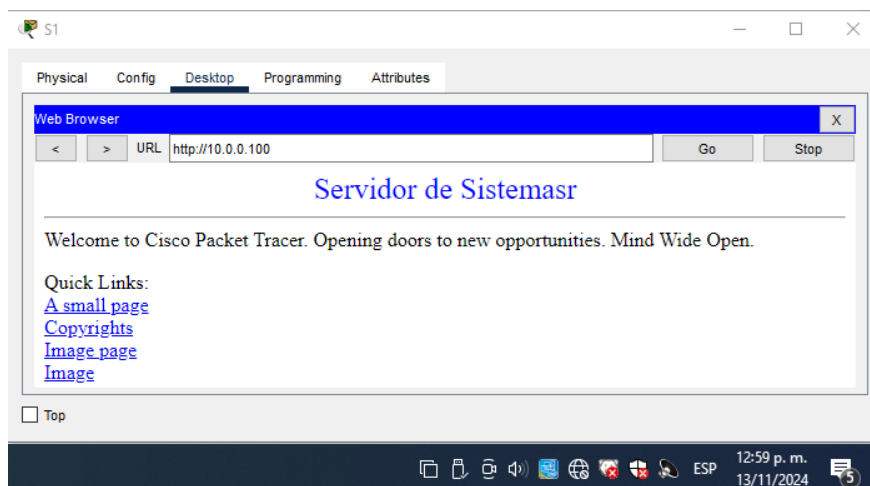 S1
Physical Config Desktop Programming Attributes
Web Browser X
< > URL http://10.0.0.100 Go Stop
Servidor de Sistemasr
Welcome to Cisco Packet Tracer. Opening doors to new opportunities. Mind Wide Open.
Quick Links:
A small page
Copyrights
Image page
Image
Top
ESP 12:59 p. m.
13/11/2024 5